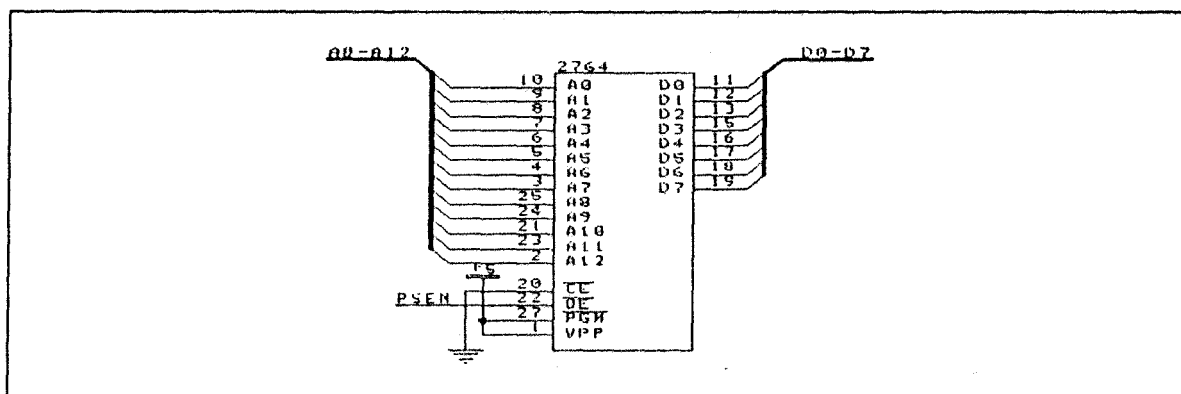 A0-A12 D0-D7
2764
10 A0 D0 11
9 A1 D1 12
8 A2 D2 13
7 A3 D3 15
6 A4 D4 16
5 A5 D5 17
4 A6 D6 18
3 A7 D7 19
25 A8
24 A9
21 A10
23 A11
2 A12
+5
20 CE
PSEN 22 OE
27 PGM
1 VPP